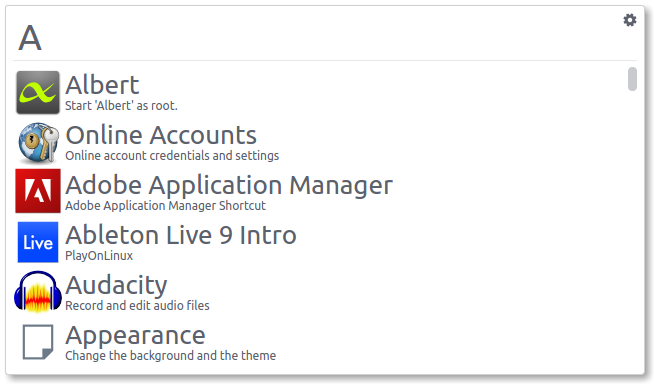 A
Albert
Start 'Albert' as root.
Online Accounts
Online account credentials and settings
Adobe Application Manager
Adobe Application Manager Shortcut
Live
Ableton Live 9 Intro
PlayOnLinux
Audacity
Record and edit audio files
Appearance
Change the background and the theme